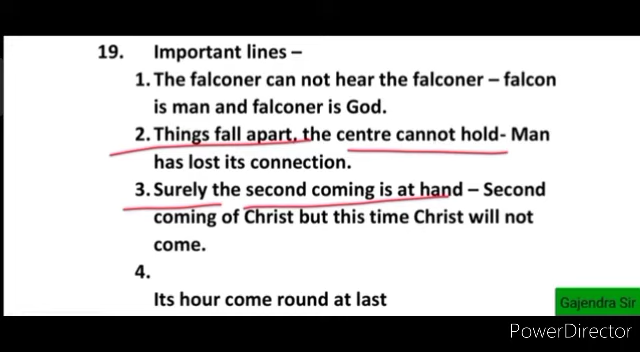 19. Important lines –
1. The falconer can not hear the falconer – falcon
is man and falconer is God.
2. Things fall apart, the centre cannot hold- Man
has lost its connection.
3. Surely the second coming is at hand – Second
coming of Christ but this time Christ will not
come.
4.
Its hour come round at last
Gajendra Sir
PowerDirector